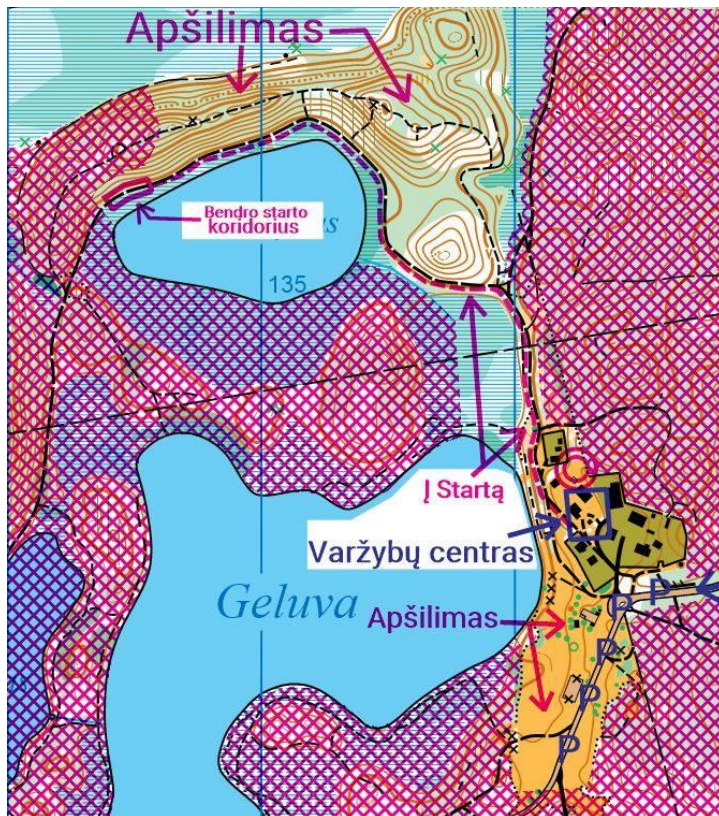 Apšilimas
Bendro starto
koridorius
135
Į Startą
Varžybų centras
Geluva
Apšilimas
P
P
P
P
P